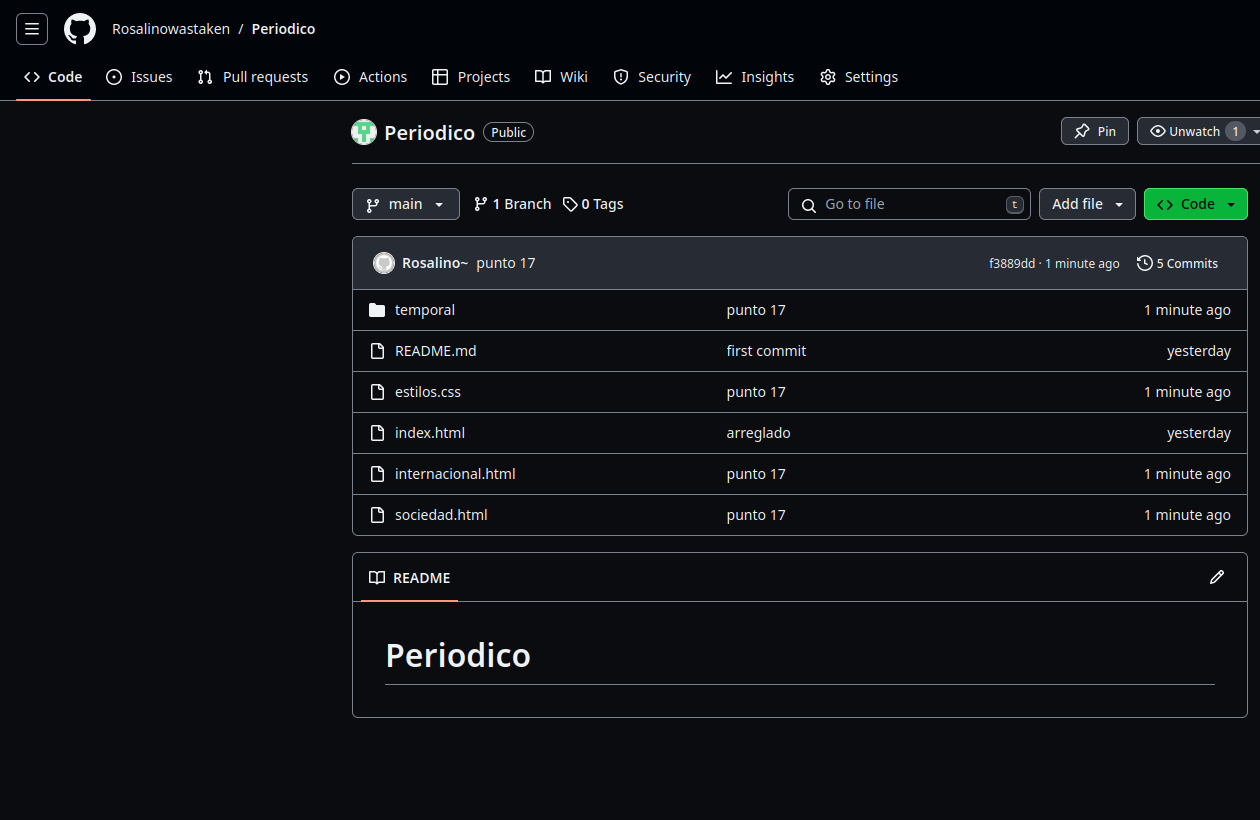 Rosalinowastaken / Periodico
Code Issues Pull requests Actions Projects Wiki Security Insights Settings
Periodico Public Pin Unwatch 1
main 1 Branch 0 Tags Go to file t Add file Code
Rosalino~ punto 17 f3889dd · 1 minute ago 5 Commits
temporal punto 17 1 minute ago
README.md first commit yesterday
estilos.css punto 17 1 minute ago
index.html arreglado yesterday
internacional.html punto 17 1 minute ago
sociedad.html punto 17 1 minute ago
README
Periodico